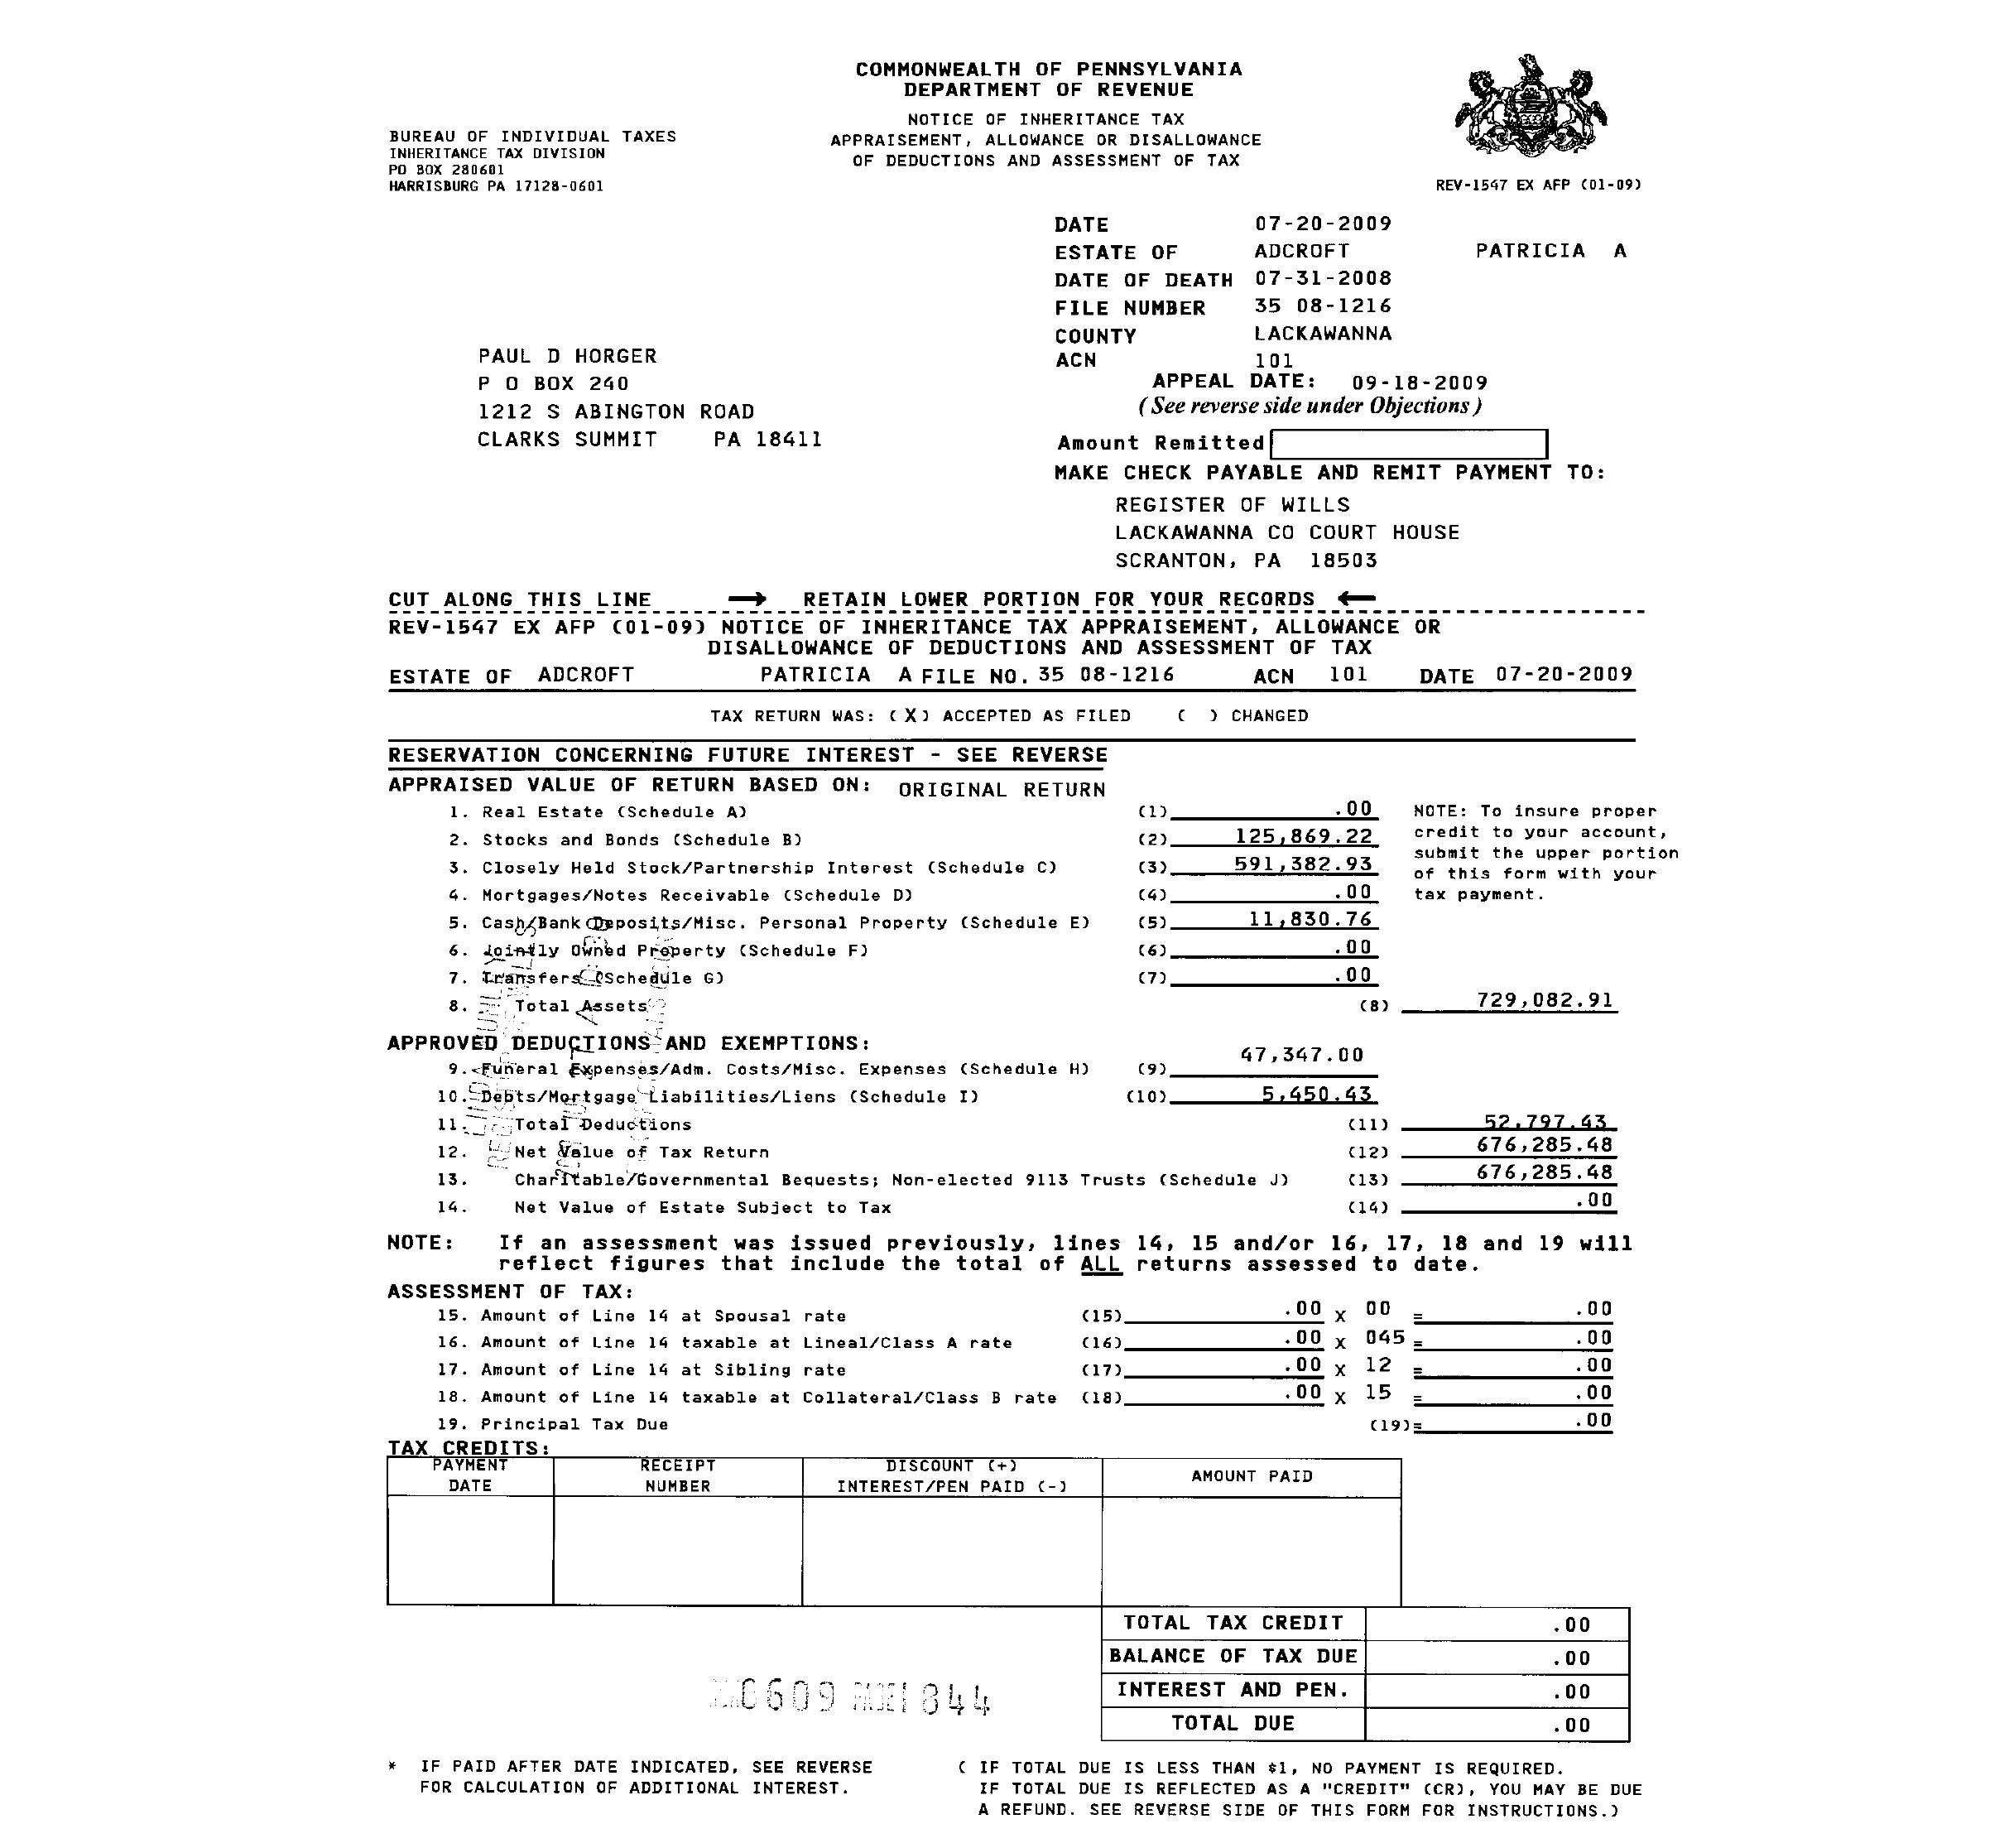 COMMONWEALTH OF PENNSYLVANIA
DEPARTMENT OF REVENUE
NOTICE OF INHERITANCE TAX
APPRAISEMENT, ALLOWANCE OR DISALLOWANCE
OF DEDUCTIONS AND ASSESSMENT OF TAX
BUREAU OF INDIVIDUAL TAXES
INHERITANCE TAX DIVISION
PO BOX 280601
HARRISBURG PA 17128-0601
REV-1547 EX AFP (01-09)
DATE 07-20-2009
ESTATE OF ADCROFT PATRICIA A
DATE OF DEATH 07-31-2008
FILE NUMBER 35 08-1216
COUNTY LACKAWANNA
ACN 101
APPEAL DATE: 09-18-2009
(See reverse side under Objections)
PAUL D HORGER
P O BOX 240
1212 S ABINGTON ROAD
CLARKS SUMMIT PA 18411
Amount Remitted
MAKE CHECK PAYABLE AND REMIT PAYMENT TO:
REGISTER OF WILLS
LACKAWANNA CO COURT HOUSE
SCRANTON, PA 18503
CUT ALONG THIS LINE → RETAIN LOWER PORTION FOR YOUR RECORDS ←
REV-1547 EX AFP (01-09) NOTICE OF INHERITANCE TAX APPRAISEMENT, ALLOWANCE OR
DISALLOWANCE OF DEDUCTIONS AND ASSESSMENT OF TAX
ESTATE OF ADCROFT PATRICIA A FILE NO. 35 08-1216 ACN 101 DATE 07-20-2009
TAX RETURN WAS: (X) ACCEPTED AS FILED ( ) CHANGED
RESERVATION CONCERNING FUTURE INTEREST - SEE REVERSE
APPRAISED VALUE OF RETURN BASED ON: ORIGINAL RETURN
1. Real Estate (Schedule A) (1) .00
2. Stocks and Bonds (Schedule B) (2) 125,869.22
3. Closely Held Stock/Partnership Interest (Schedule C) (3) 591,382.93
4. Mortgages/Notes Receivable (Schedule D) (4) .00
5. Cash/Bank Deposits/Misc. Personal Property (Schedule E) (5) 11,830.76
6. Jointly Owned Property (Schedule F) (6) .00
7. Transfers (Schedule G) (7) .00
8. Total Assets (8) 729,082.91
NOTE: To insure proper
credit to your account,
submit the upper portion
of this form with your
tax payment.
APPROVED DEDUCTIONS AND EXEMPTIONS:
9. Funeral Expenses/Adm. Costs/Misc. Expenses (Schedule H) (9) 47,347.00
10. Debts/Mortgage Liabilities/Liens (Schedule I) (10) 5,450.43
11. Total Deductions (11) 52,797.43
12. Net Value of Tax Return (12) 676,285.48
13. Charitable/Governmental Bequests; Non-elected 9113 Trusts (Schedule J) (13) 676,285.48
14. Net Value of Estate Subject to Tax (14) .00
NOTE: If an assessment was issued previously, lines 14, 15 and/or 16, 17, 18 and 19 will
reflect figures that include the total of ALL returns assessed to date.
ASSESSMENT OF TAX:
15. Amount of Line 14 at Spousal rate (15) .00 X 00 = .00
16. Amount of Line 14 taxable at Lineal/Class A rate (16) .00 X 045 = .00
17. Amount of Line 14 at Sibling rate (17) .00 X 12 = .00
18. Amount of Line 14 taxable at Collateral/Class B rate (18) .00 X 15 = .00
19. Principal Tax Due (19)= .00
TAX CREDITS:
PAYMENT DATE
RECEIPT NUMBER
DISCOUNT (+) INTEREST/PEN PAID (-)
AMOUNT PAID
TOTAL TAX CREDIT .00
BALANCE OF TAX DUE .00
INTEREST AND PEN. .00
TOTAL DUE .00
0609 844
* IF PAID AFTER DATE INDICATED, SEE REVERSE
FOR CALCULATION OF ADDITIONAL INTEREST.
( IF TOTAL DUE IS LESS THAN $1, NO PAYMENT IS REQUIRED.
IF TOTAL DUE IS REFLECTED AS A "CREDIT" (CR), YOU MAY BE DUE
A REFUND. SEE REVERSE SIDE OF THIS FORM FOR INSTRUCTIONS.)